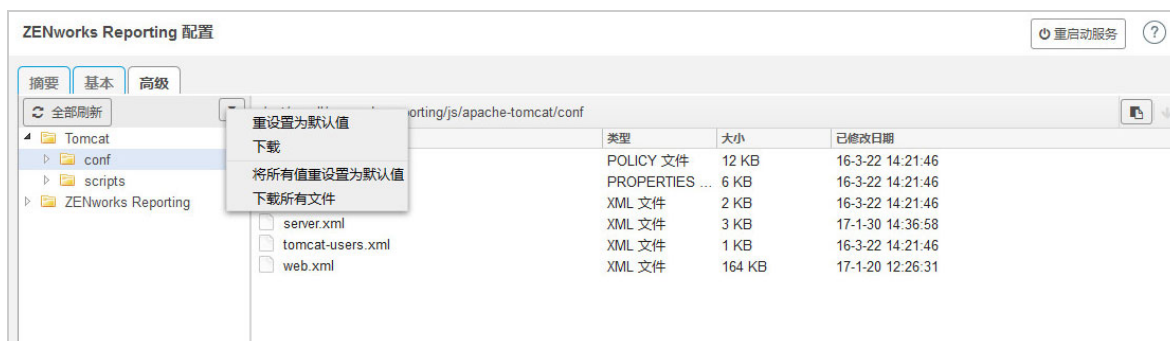 ZENworks Reporting 配置
重启动服务
?
摘要
基本
高级
全部刷新
orting/js/apache-tomcat/conf
重设置为默认值
下载
将所有值重设置为默认值
下载所有文件
Tomcat
conf
scripts
ZENworks Reporting
类型 大小 已修改日期
POLICY 文件 12 KB 16-3-22 14:21:46
PROPERTIES ... 6 KB 16-3-22 14:21:46
XML 文件 2 KB 16-3-22 14:21:46
server.xml XML 文件 3 KB 17-1-30 14:36:58
tomcat-users.xml XML 文件 1 KB 16-3-22 14:21:46
web.xml XML 文件 164 KB 17-1-20 12:26:31